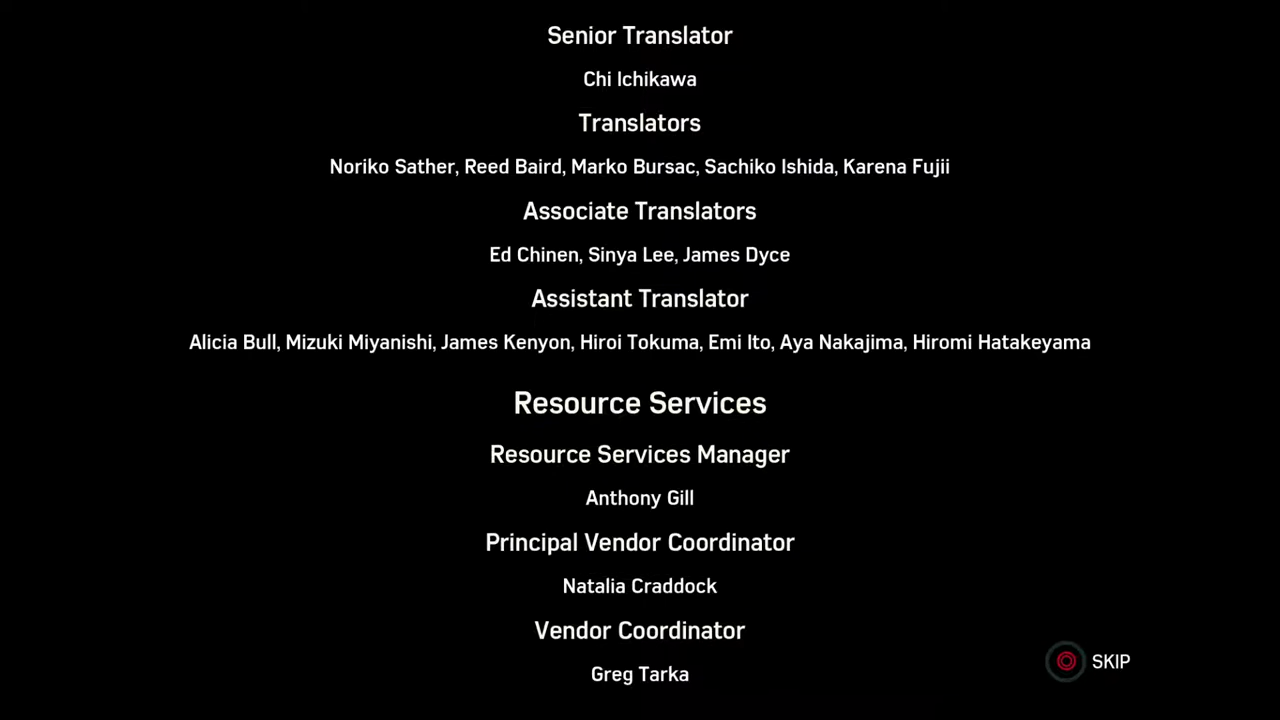 Senior Translator
Chi Ichikawa
Translators
Noriko Sather, Reed Baird, Marko Bursac, Sachiko Ishida, Karena Fujii
Associate Translators
Ed Chinen, Sinya Lee, James Dyce
Assistant Translator
Alicia Bull, Mizuki Miyanishi, James Kenyon, Hiroi Tokuma, Emi Ito, Aya Nakajima, Hiromi Hatakeyama
Resource Services
Resource Services Manager
Anthony Gill
Principal Vendor Coordinator
Natalia Craddock
Vendor Coordinator
Greg Tarka
SKIP